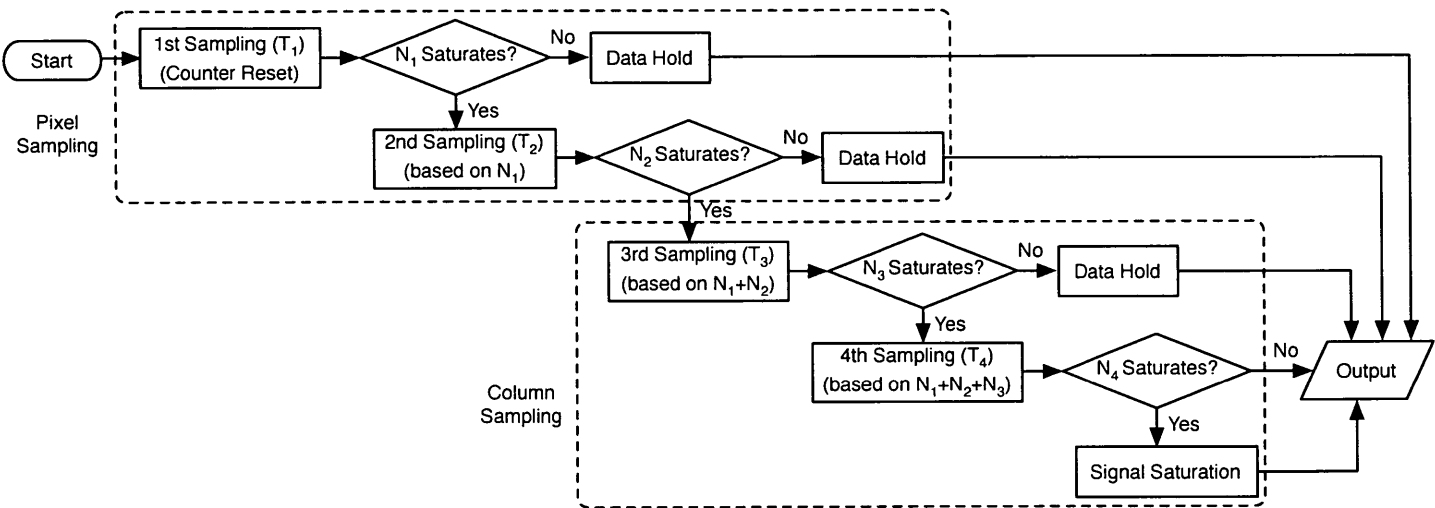 Start
1st Sampling (T1)
(Counter Reset)
N1 Saturates?
No
Data Hold
Yes
Pixel
Sampling
2nd Sampling (T2)
(based on N1)
N2 Saturates?
No
Data Hold
Yes
3rd Sampling (T3)
(based on N1+N2)
N3 Saturates?
No
Data Hold
Yes
4th Sampling (T4)
(based on N1+N2+N3)
N4 Saturates?
No
Output
Column
Sampling
Yes
Signal Saturation